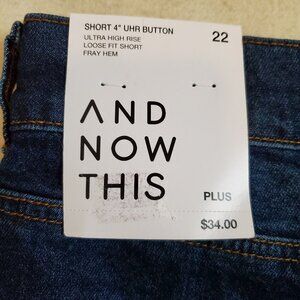 SHORT 4" UHR BUTTON
22
ULTRA HIGH RISE
LOOSE FIT SHORT
FRAY HEM
AND
NOW
THIS
PLUS
$34.00